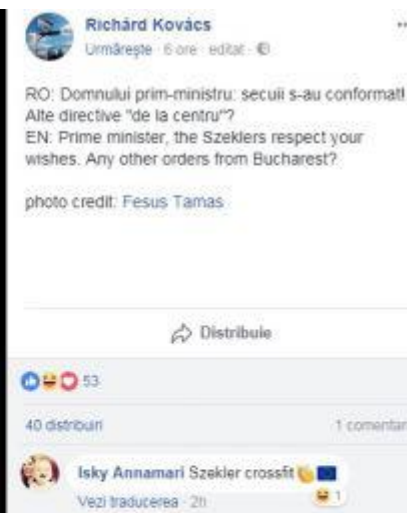 Richárd Kovács
Urmărește · 6 ore · editat ·
RO: Domnului prim-ministru: secuii s-au conformat!
Alte directive "de la centru"?
EN: Prime minister, the Szeklers respect your
wishes. Any other orders from Bucharest?
photo credit: Fesus Tamas
Distribuie
53
40 distribuiri
1 comentar
Isky Annamari Szekler crossfit
Vezi traducerea · 2h
1